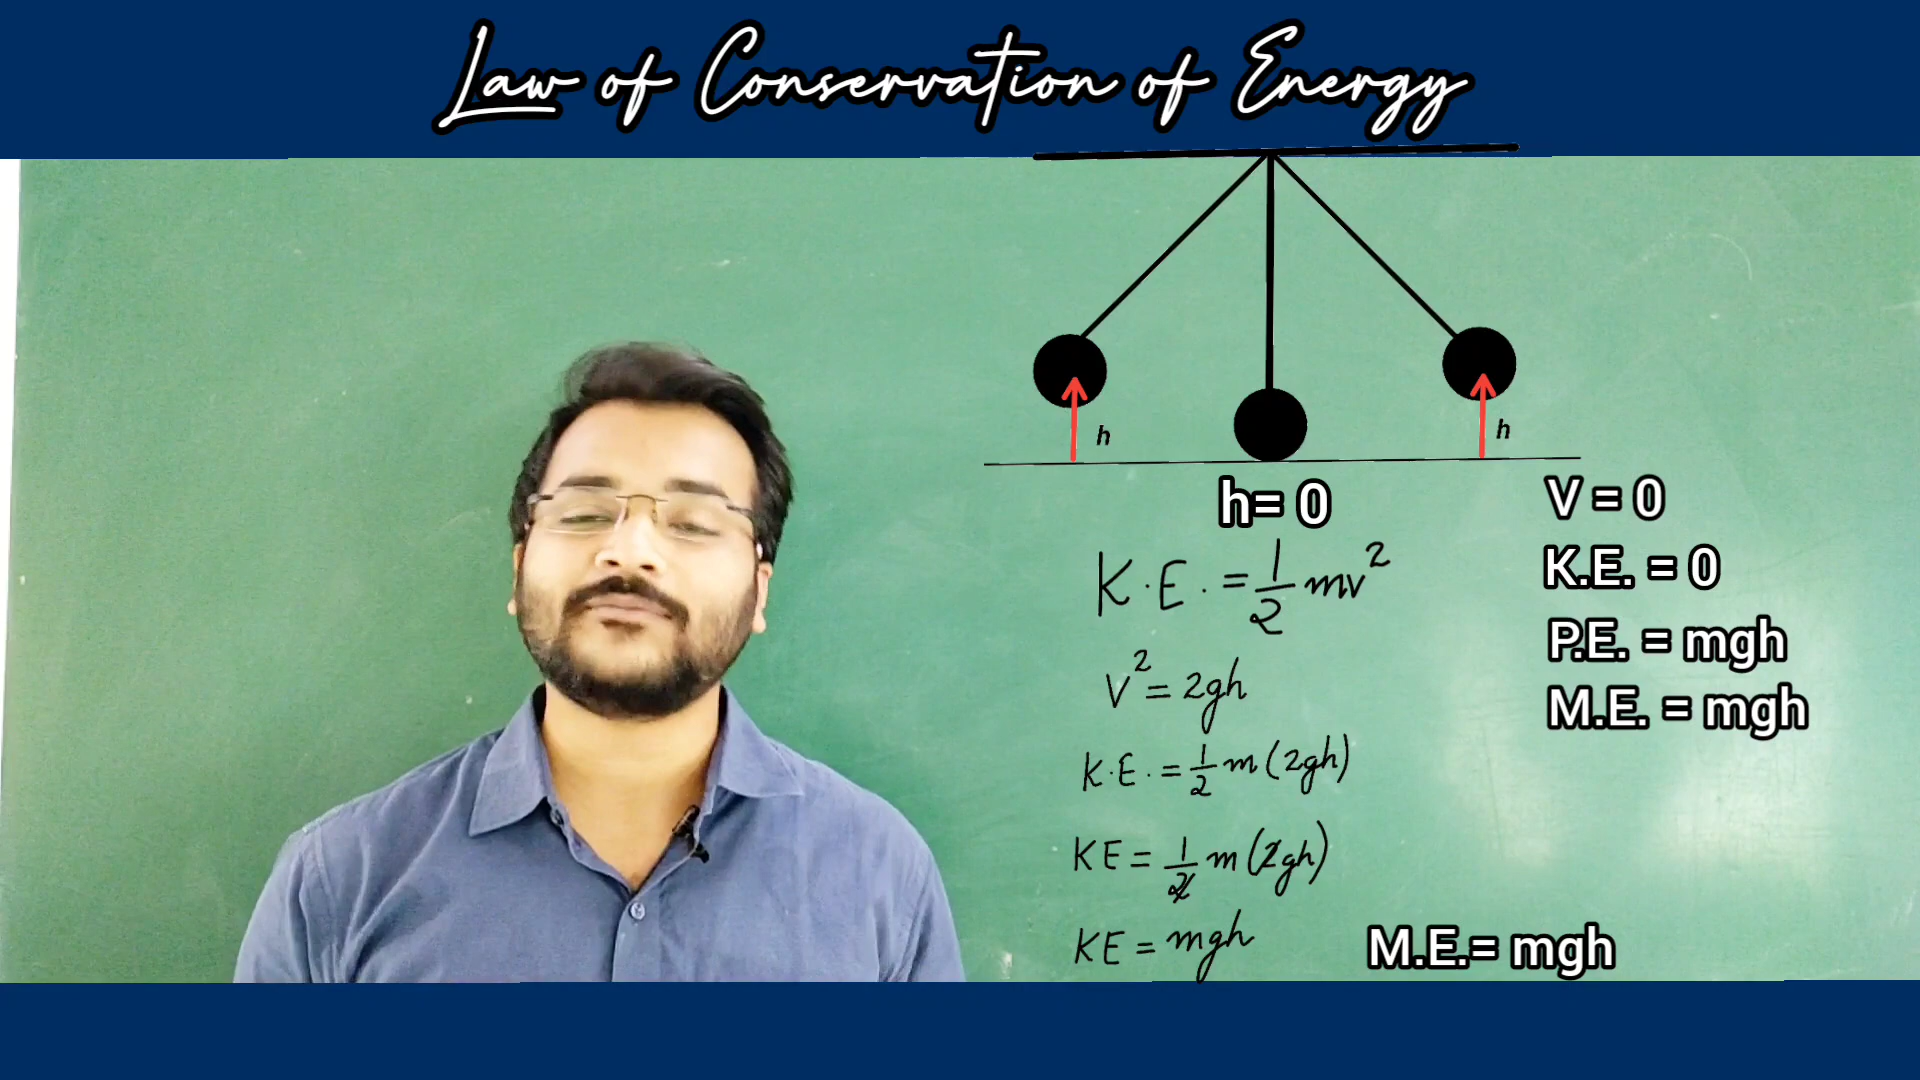 Law of Conservation of Energy
h
h
h= 0
K.E. = 1/2 mv²
V² = 2gh
K.E. = 1/2 m (2gh)
KE = 1/2 m (2gh)
KE = mgh
V = 0
K.E. = 0
P.E. = mgh
M.E. = mgh
M.E.= mgh